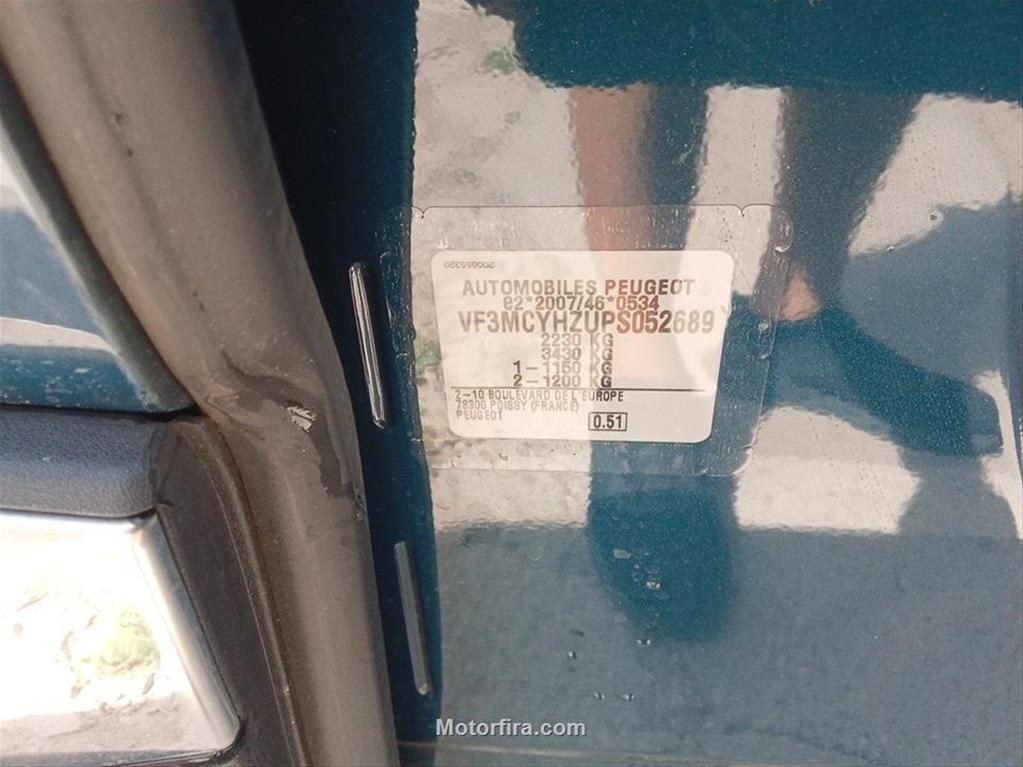 2D0655320
AUTOMOBILES PEUGEOT
e2*2007/46*0534
VF3MCYHZUPS052689
2230 KG
3430 KG
1-1150 KG
2-1200 KG
2-10 BOULEVARD DE L'EUROPE
78300 POISSY (FRANCE)
PEUGEOT
0.51
Motorfira.com